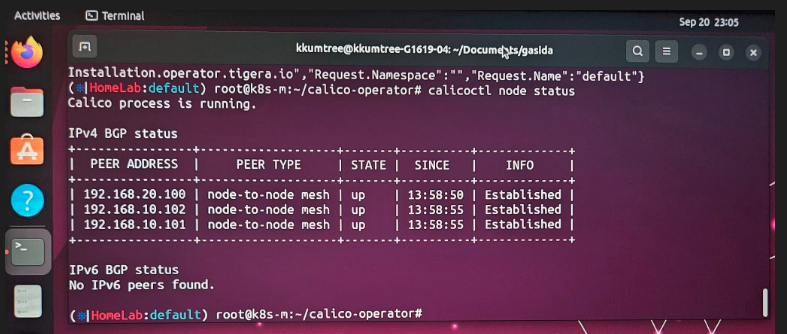 Activities Terminal Sep 20 23:05
kkumtree@kkumtree-G1619-04: ~/Documents/gasida
Installation.operator.tigera.io","Request.Namespace":"","Request.Name":"default"}
(⎈|HomeLab:default) root@k8s-m:~/calico-operator# calicoctl node status
Calico process is running.
IPv4 BGP status
+---------------+-------------------+-------+----------+-------------+
| PEER ADDRESS | PEER TYPE | STATE | SINCE | INFO |
+---------------+-------------------+-------+----------+-------------+
| 192.168.20.100 | node-to-node mesh | up | 13:58:50 | Established |
| 192.168.10.102 | node-to-node mesh | up | 13:58:55 | Established |
| 192.168.10.101 | node-to-node mesh | up | 13:58:55 | Established |
+---------------+-------------------+-------+----------+-------------+
IPv6 BGP status
No IPv6 peers found.
(⎈|HomeLab:default) root@k8s-m:~/calico-operator#